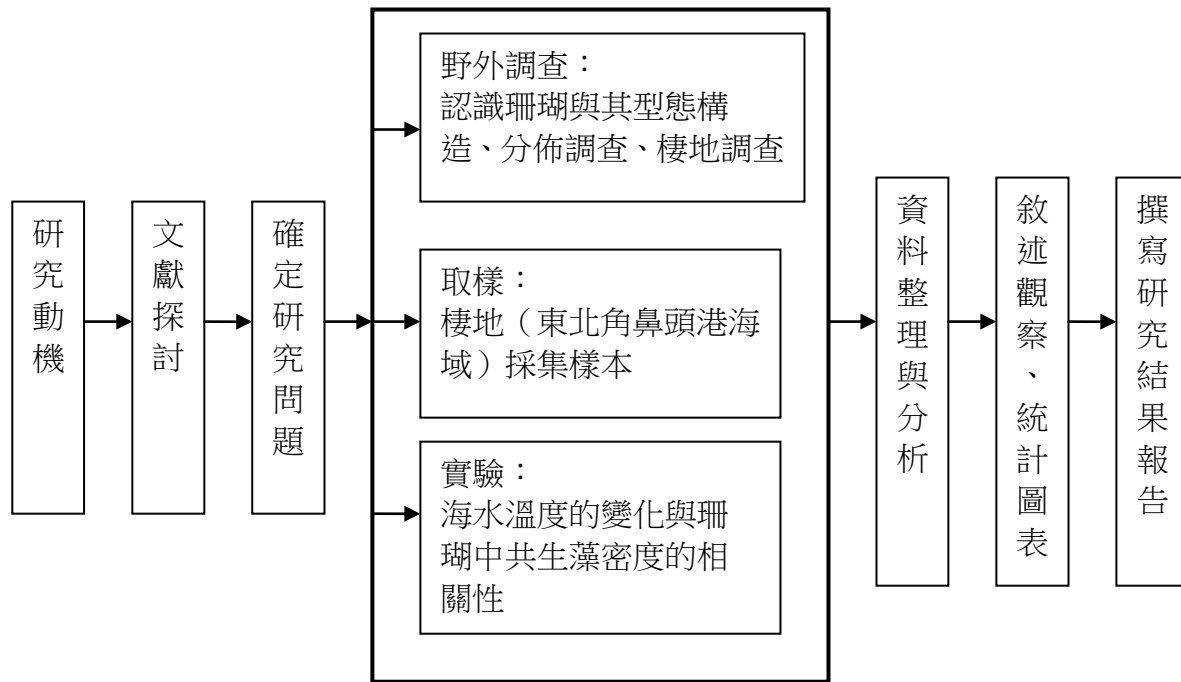 研究動機
文獻探討
確定研究問題
野外調查：
認識珊瑚與其型態構
造、分佈調查、棲地調查
取樣：
棲地（東北角鼻頭港海
域）採集樣本
實驗：
海水溫度的變化與珊
瑚中共生藻密度的相
關性
資料整理與分析
敘述觀察、統計圖表
撰寫研究結果報告